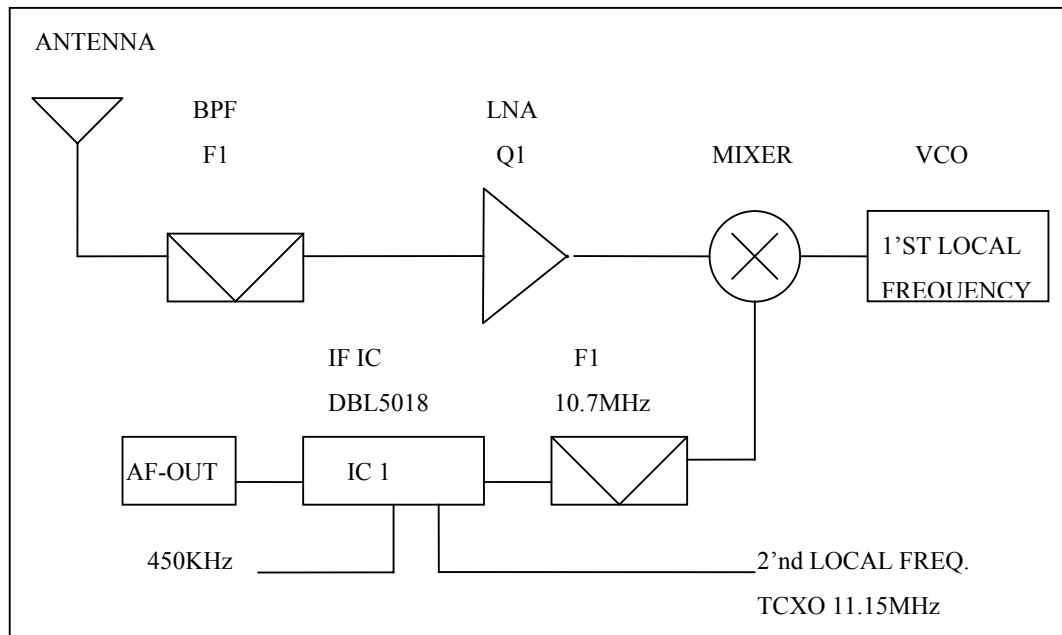 ANTENNA
BPF
F1
LNA
Q1
MIXER
VCO
1’ST LOCAL
FREQUENCY
IF IC
DBL5018
F1
10.7MHz
AF-OUT
IC 1
450KHz
2’nd LOCAL FREQ.
TCXO 11.15MHz